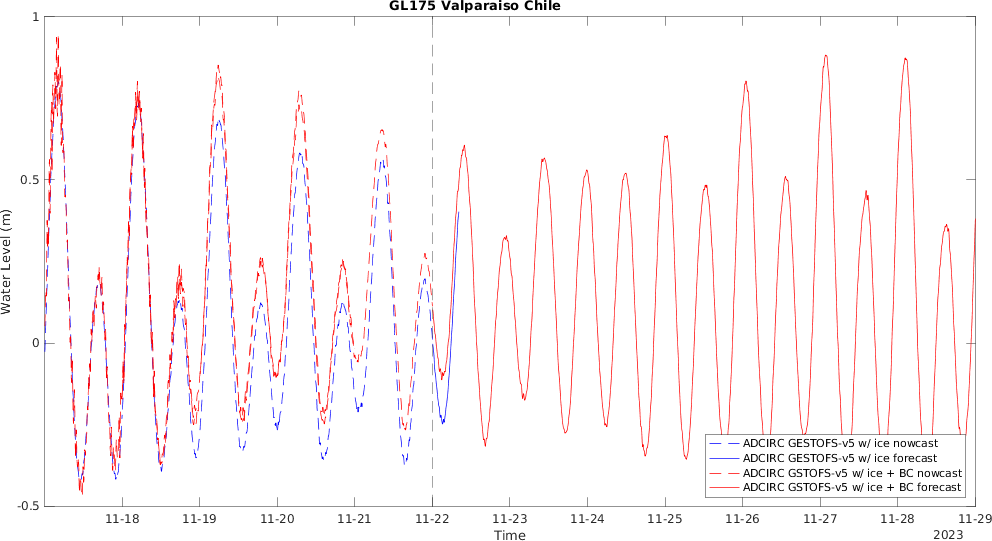 GL175 Valparaiso Chile
1
0.5
0
-0.5
Water Level (m)
11-18 11-19 11-20 11-21 11-22 11-23 11-24 11-25 11-26 11-27 11-28 11-29
Time
2023
ADCIRC GESTOFS-v5 w/ ice nowcast
ADCIRC GESTOFS-v5 w/ ice forecast
ADCIRC GSTOFS-v5 w/ ice + BC nowcast
ADCIRC GSTOFS-v5 w/ ice + BC forecast